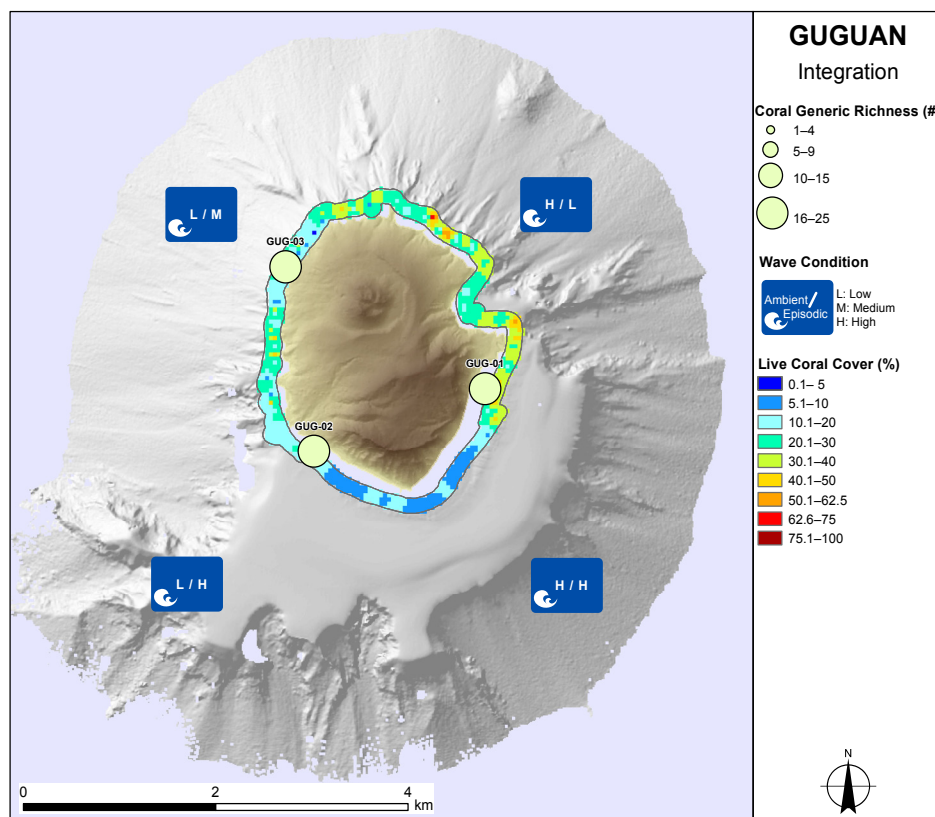 GUGUAN
Integration
Coral Generic Richness (#
1–4
5–9
10–15
16–25
Wave Condition
Ambient/
Episodic
L: Low
M: Medium
H: High
Live Coral Cover (%)
0.1– 5
5.1–10
10.1–20
20.1–30
30.1–40
40.1–50
50.1–62.5
62.6–75
75.1–100
L / M
H / L
GUG-03
GUG-01
GUG-02
L / H
H / H
0 2 4
km
N